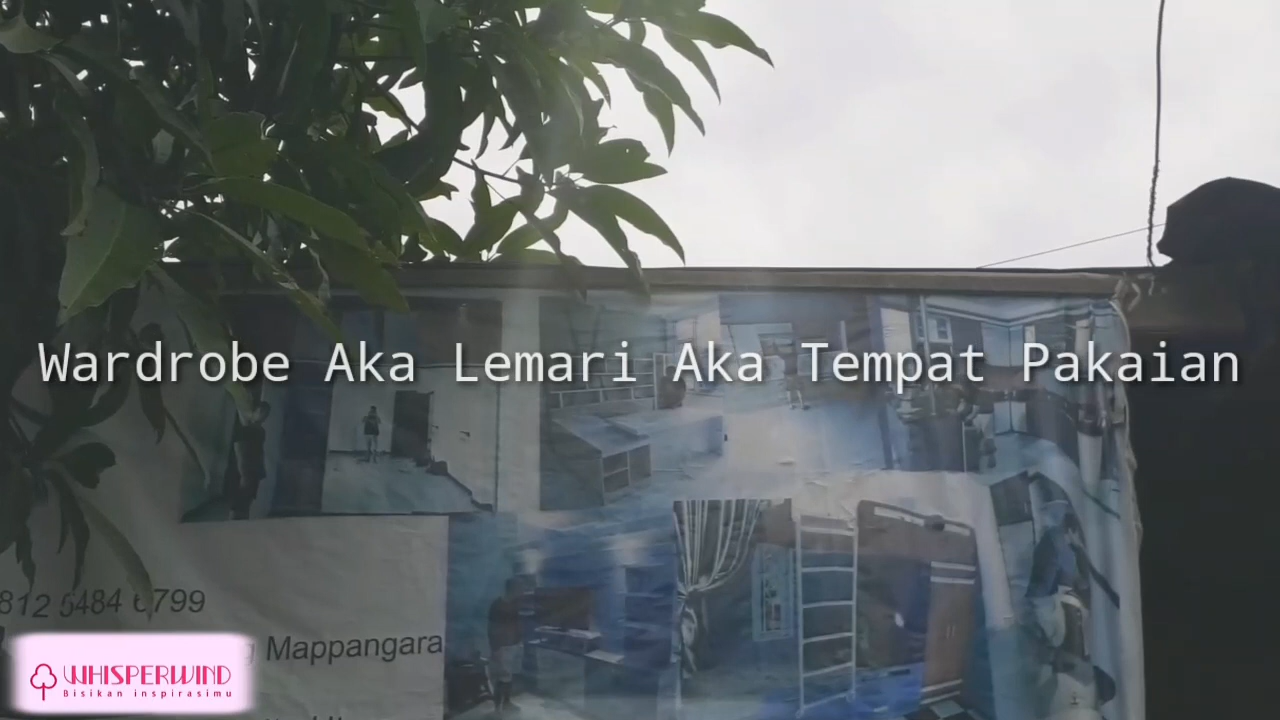 Wardrobe Aka Lemari Aka Tempat Pakaian
812 5484 6799
Mappangara
WHISPERWIND
Bisikan inspirasimu